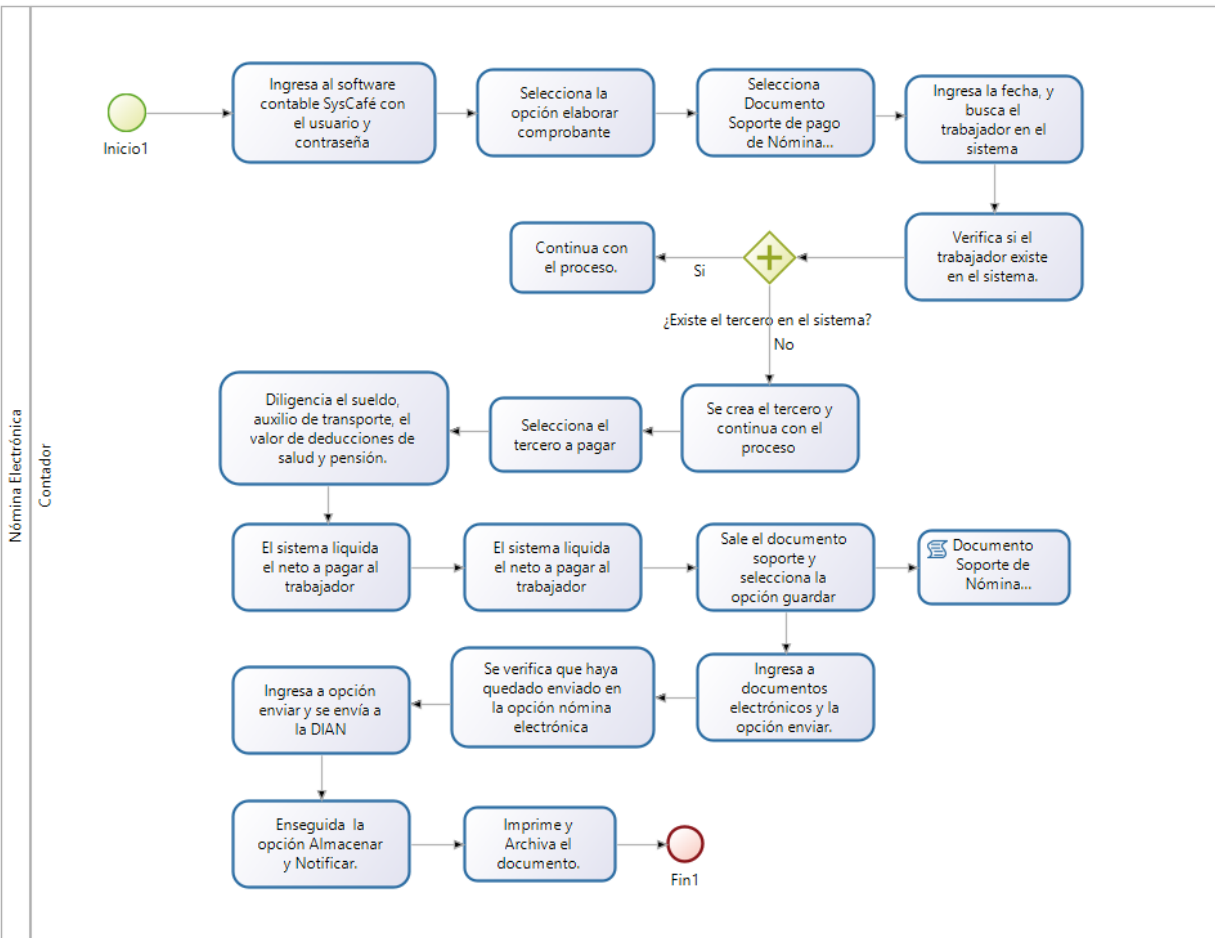 Nómina Electrónica
Contador
Inicio1
Ingresa al software
contable SysCafé con
el usuario y
contraseña
Selecciona la
opción elaborar
comprobante
Selecciona
Documento
Soporte de pago
de Nómina...
Ingresa la fecha, y
busca el
trabajador en el
sistema
Verifica si el
trabajador existe
en el sistema.
¿Existe el tercero en el sistema?
Si
Continua con
el proceso.
No
Se crea el tercero y
continua con el
proceso
Selecciona el
tercero a pagar
Diligencia el sueldo,
auxilio de transporte, el
valor de deducciones de
salud y pensión.
El sistema liquida
el neto a pagar al
trabajador
El sistema liquida
el neto a pagar al
trabajador
Sale el documento
soporte y
selecciona la
opción guardar
Documento
Soporte de
Nómina...
Ingresa a
documentos
electrónicos y la
opción enviar.
Se verifica que haya
quedado enviado en
la opción nómina
electrónica
Ingresa a opción
enviar y se envía a
la DIAN
Enseguida  la
opción Almacenar
y Notificar.
Imprime y
Archiva el
documento.
Fin1